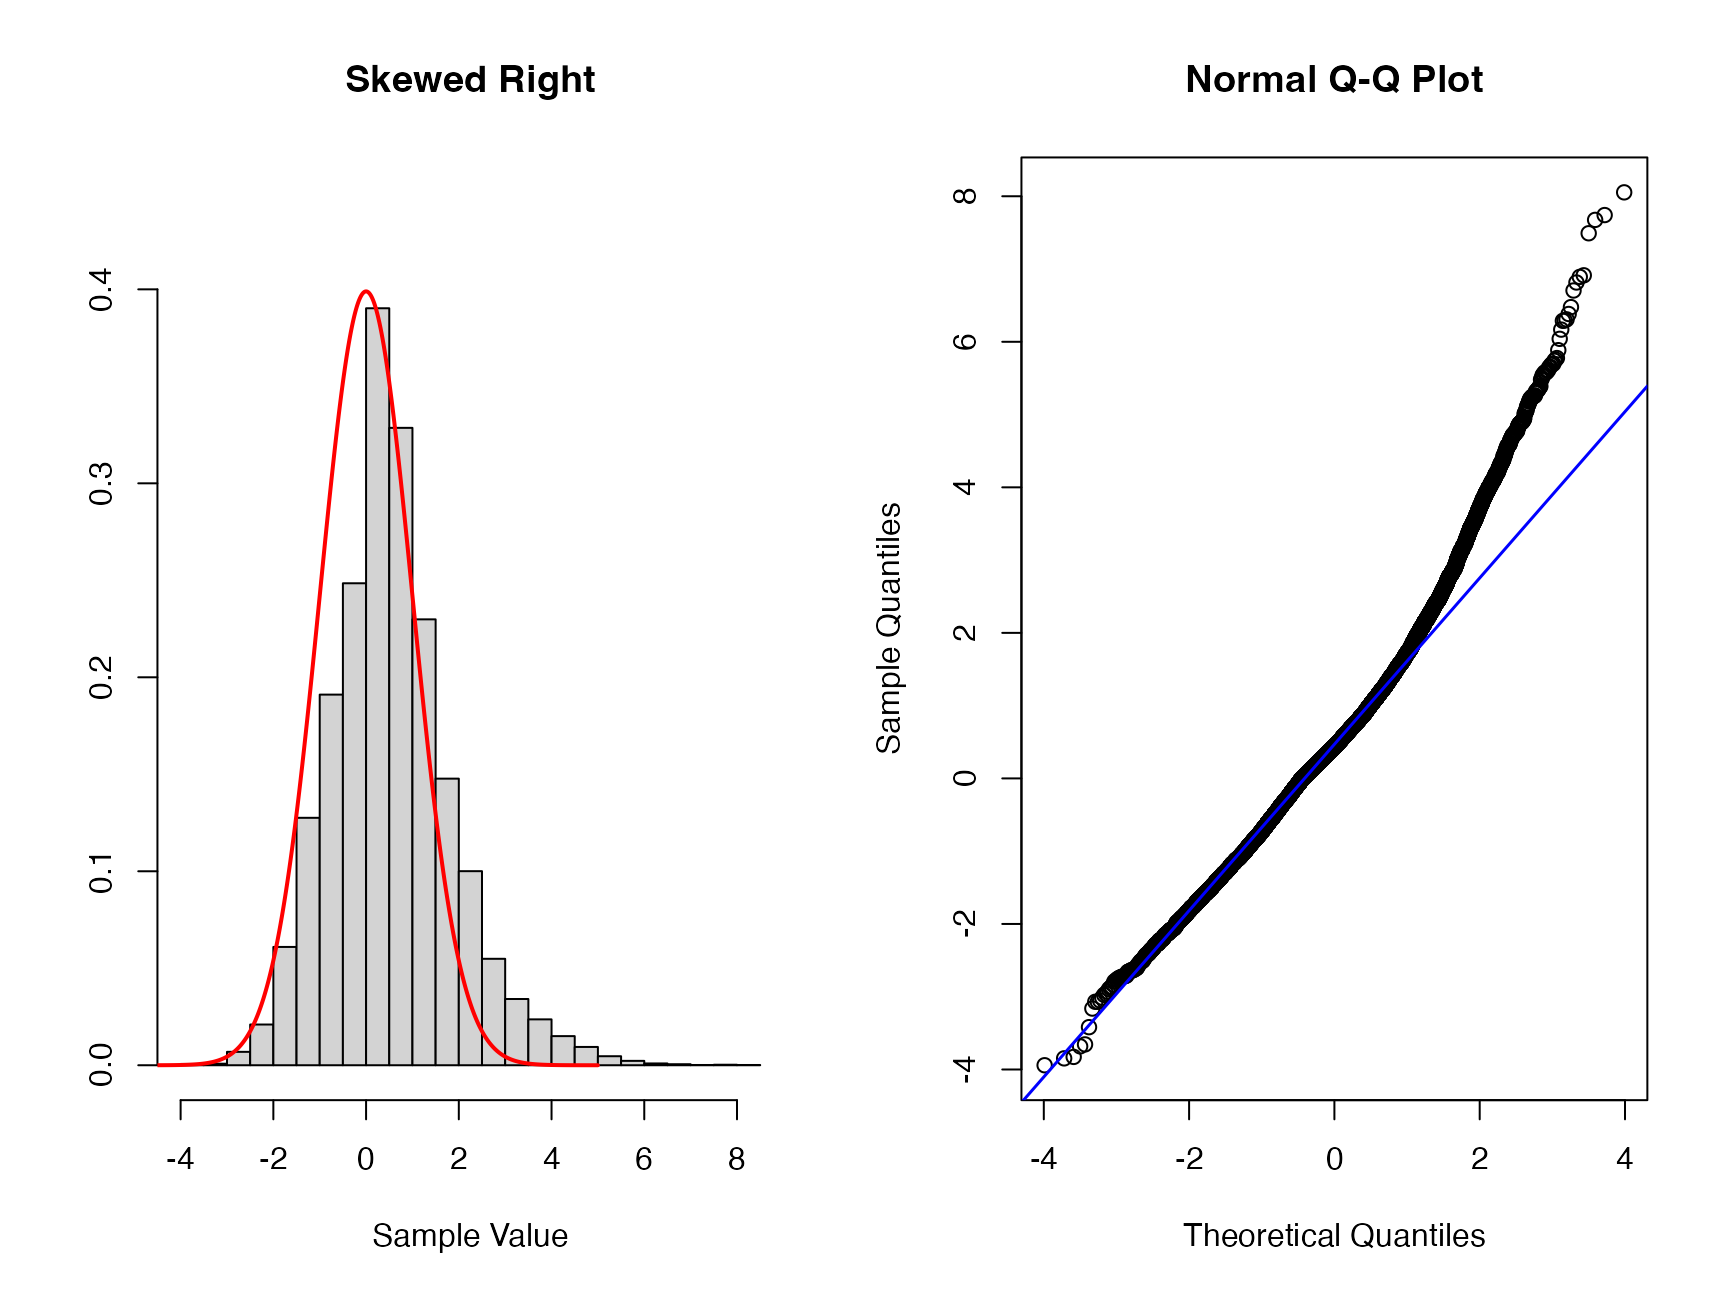 Skewed Right
0.4
0.3
0.2
0.1
0.0
-4 -2 0 2 4 6 8
Sample Value
Normal Q-Q Plot
8
6
4
2
0
-2
-4
Sample Quantiles
-4 -2 0 2 4
Theoretical Quantiles